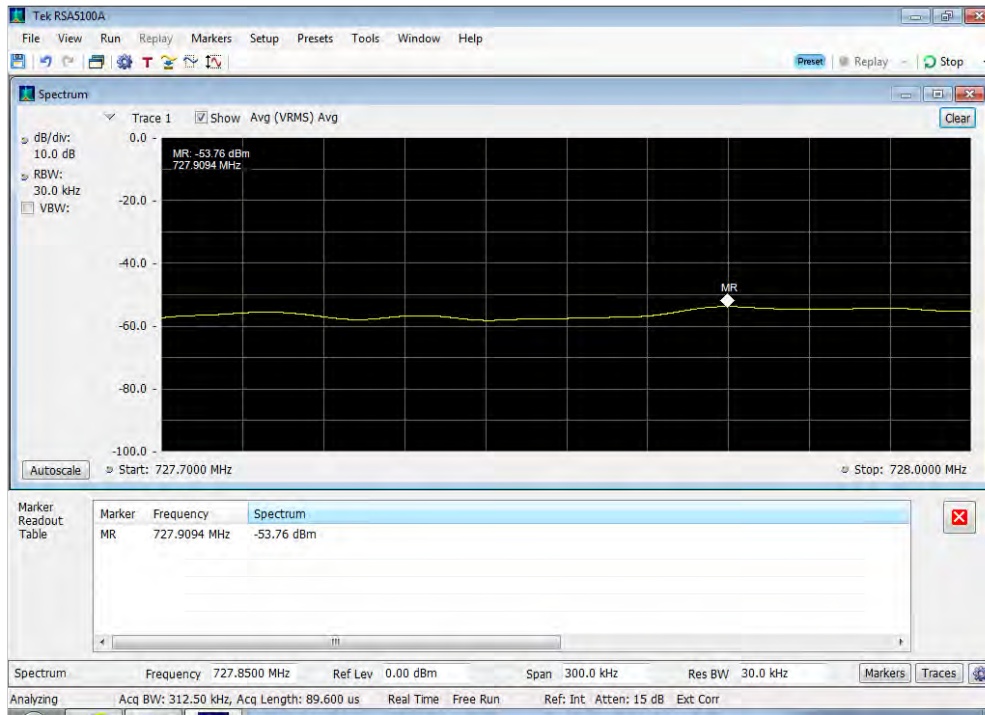 Tek RSA5100A
File View Run Replay Markers Setup Presets Tools Window Help
T Preset Replay Stop
Spectrum
Trace 1 Show Avg (VRMS) Avg Clear
dB/div: 10.0 dB
RBW: 30.0 kHz
VBW:
0.0
-20.0
-40.0
-60.0
-80.0
-100.0
MR: -53.76 dBm
727.9094 MHz
MR
Autoscale Start: 727.7000 MHz Stop: 728.0000 MHz
Marker Readout Table
Marker Frequency Spectrum
MR 727.9094 MHz -53.76 dBm
Spectrum Frequency 727.8500 MHz Ref Lev 0.00 dBm Span 300.0 kHz Res BW 30.0 kHz Markers Traces
Analyzing Acq BW: 312.50 kHz, Acq Length: 89.600 us Real Time Free Run Ref: Int Atten: 15 dB Ext Corr